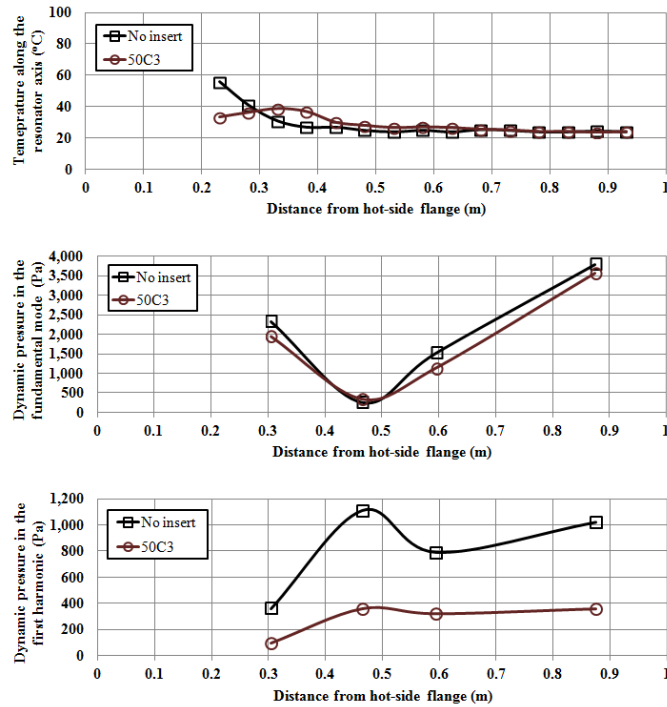 100
80
60
40
20
0
Temeprature along the
resonator axis (°C)
No insert
50C3
0 0.1 0.2 0.3 0.4 0.5 0.6 0.7 0.8 0.9 1
Distance from hot-side flange (m)
4,000
3,500
3,000
2,500
2,000
1,500
1,000
500
0
Dynamic pressure in the
fundamental mode (Pa)
No insert
50C3
0 0.1 0.2 0.3 0.4 0.5 0.6 0.7 0.8 0.9 1
Distance from hot-side flange (m)
1,200
1,000
800
600
400
200
0
Dynamic pressure in the
first harmonic (Pa)
No insert
50C3
0 0.1 0.2 0.3 0.4 0.5 0.6 0.7 0.8 0.9 1
Distance from hot-side flange (m)